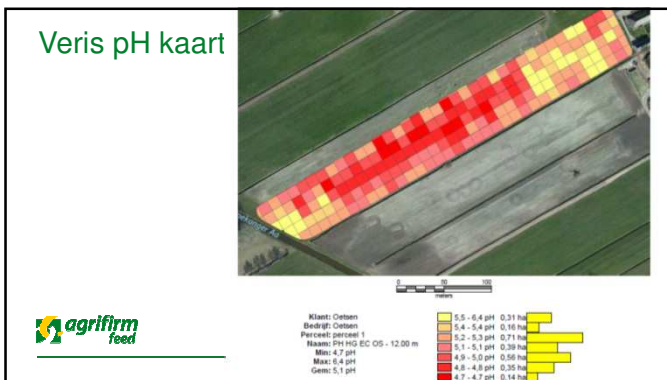 Veris pH kaart
0 50 100
meters
agrifirm
feed
Klant: Oetsen
Bedrijf: Oetsen
Perceel: perceel 1
Naam: PH HG EC OS - 12.00 m
Min: 4,7 pH
Max: 6,4 pH
Gem: 5,1 pH
5,5 - 6,4 pH 0,31 ha
5,4 - 5,4 pH 0,16 ha
5,2 - 5,3 pH 0,71 ha
5,1 - 5,1 pH 0,39 ha
4,9 - 5,0 pH 0,56 ha
4,8 - 4,8 pH 0,35 ha
4,7 - 4,7 pH 0,14 ha